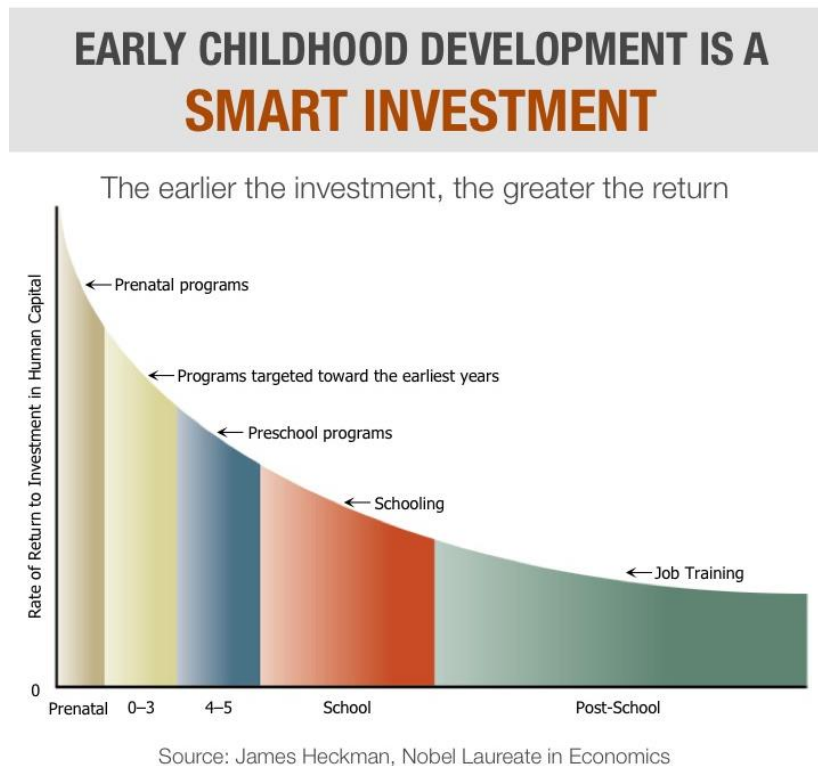 EARLY CHILDHOOD DEVELOPMENT IS A
SMART INVESTMENT
The earlier the investment, the greater the return
Rate of Return to Investment in Human Capital
Prenatal programs
Programs targeted toward the earliest years
Preschool programs
Schooling
Job Training
0
Prenatal
0–3
4–5
School
Post-School
Source: James Heckman, Nobel Laureate in Economics